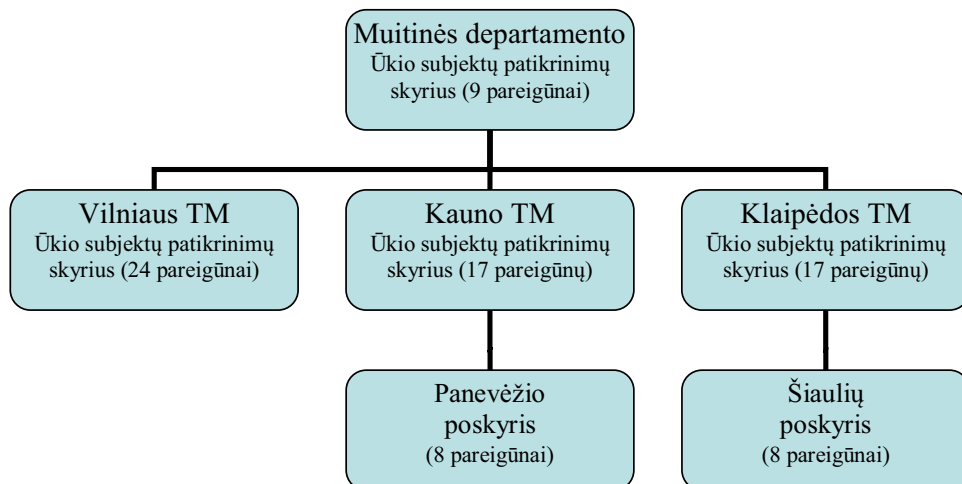 Muitinės departamento
Ūkio subjektų patikrinimų
skyrius (9 pareigūnai)
Vilniaus TM
Ūkio subjektų patikrinimų
skyrius (24 pareigūnai)
Kauno TM
Ūkio subjektų patikrinimų
skyrius (17 pareigūnų)
Klaipėdos TM
Ūkio subjektų patikrinimų
skyrius (17 pareigūnų)
Panevėžio
poskyris
(8 pareigūnai)
Šiaulių
poskyris
(8 pareigūnai)